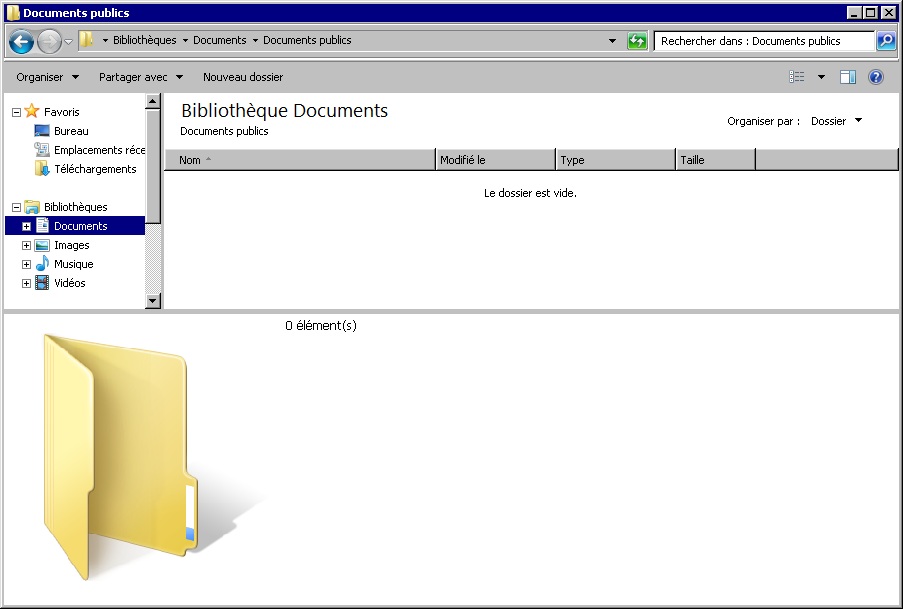 Documents publics
Bibliothèques Documents Documents publics
Rechercher dans : Documents publics
Organiser Partager avec Nouveau dossier
Favoris
Bureau
Emplacements réce
Téléchargements
Bibliothèques
Documents
Images
Musique
Vidéos
Bibliothèque Documents
Documents publics
Organiser par : Dossier
Nom Modifié le Type Taille
Le dossier est vide.
0 élément(s)